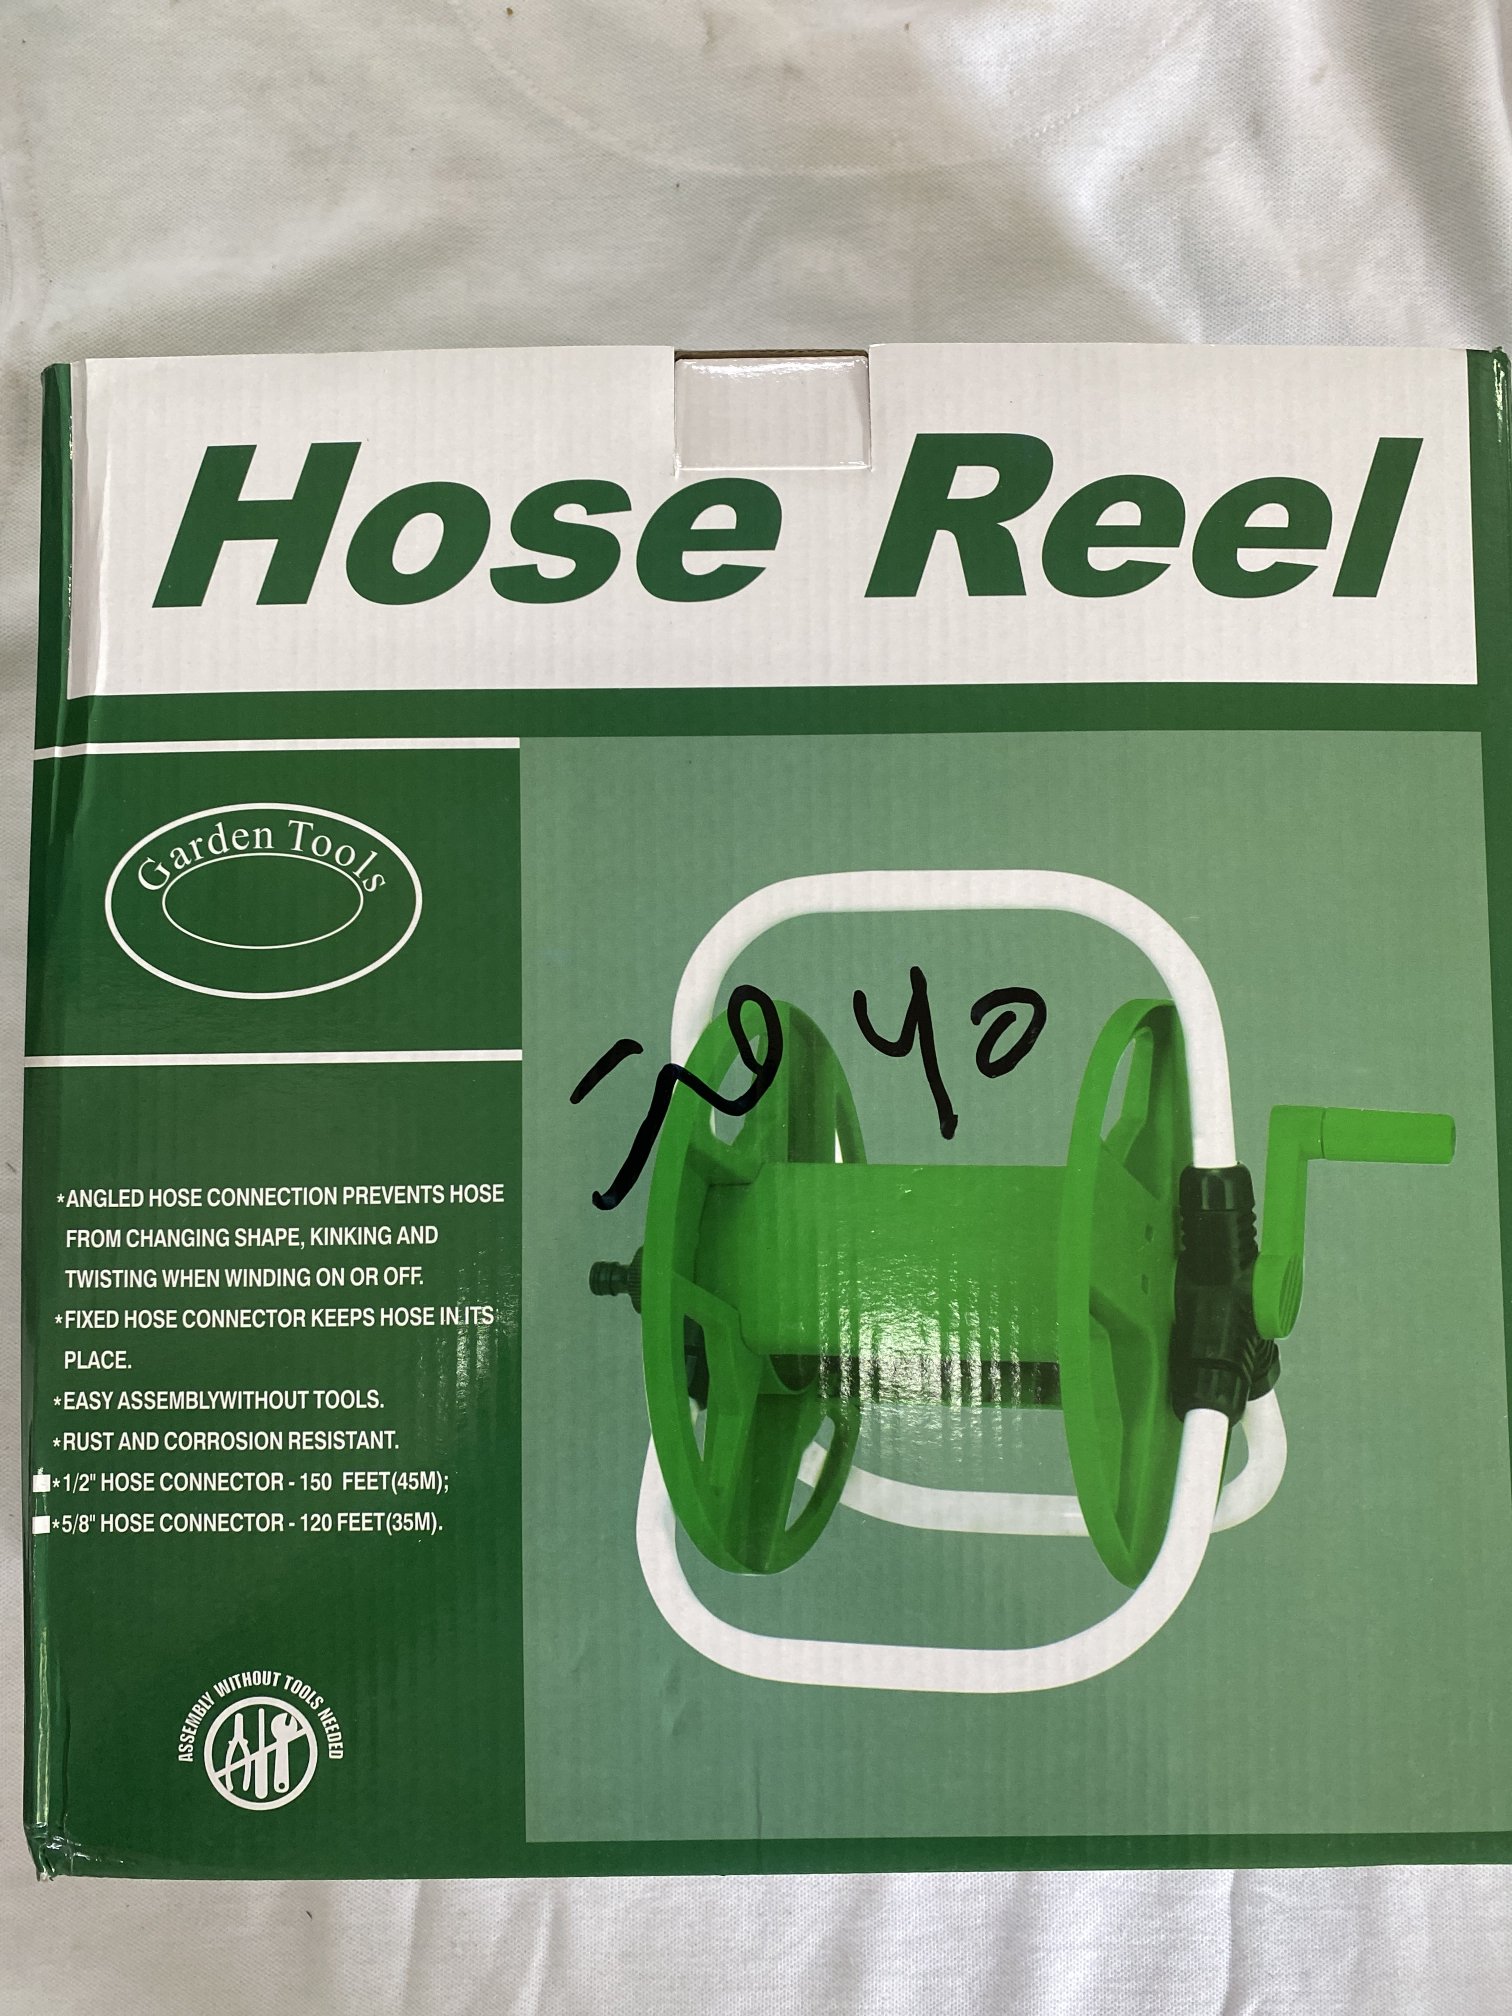 Hose Reel
Garden Tools
*ANGLED HOSE CONNECTION PREVENTS HOSE
FROM CHANGING SHAPE, KINKING AND
TWISTING WHEN WINDING ON OR OFF.
*FIXED HOSE CONNECTOR KEEPS HOSE IN ITS
PLACE.
*EASY ASSEMBLYWITHOUT TOOLS.
*RUST AND CORROSION RESISTANT.
*1/2" HOSE CONNECTOR - 150 FEET(45M);
*5/8" HOSE CONNECTOR - 120 FEET(35M).
ASSEMBLY WITHOUT TOOLS NEEDED